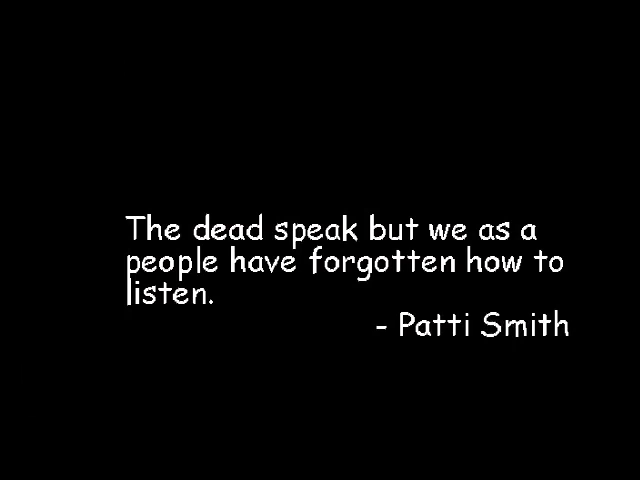 The dead speak but we as a
people have forgotten how to
listen.
- Patti Smith